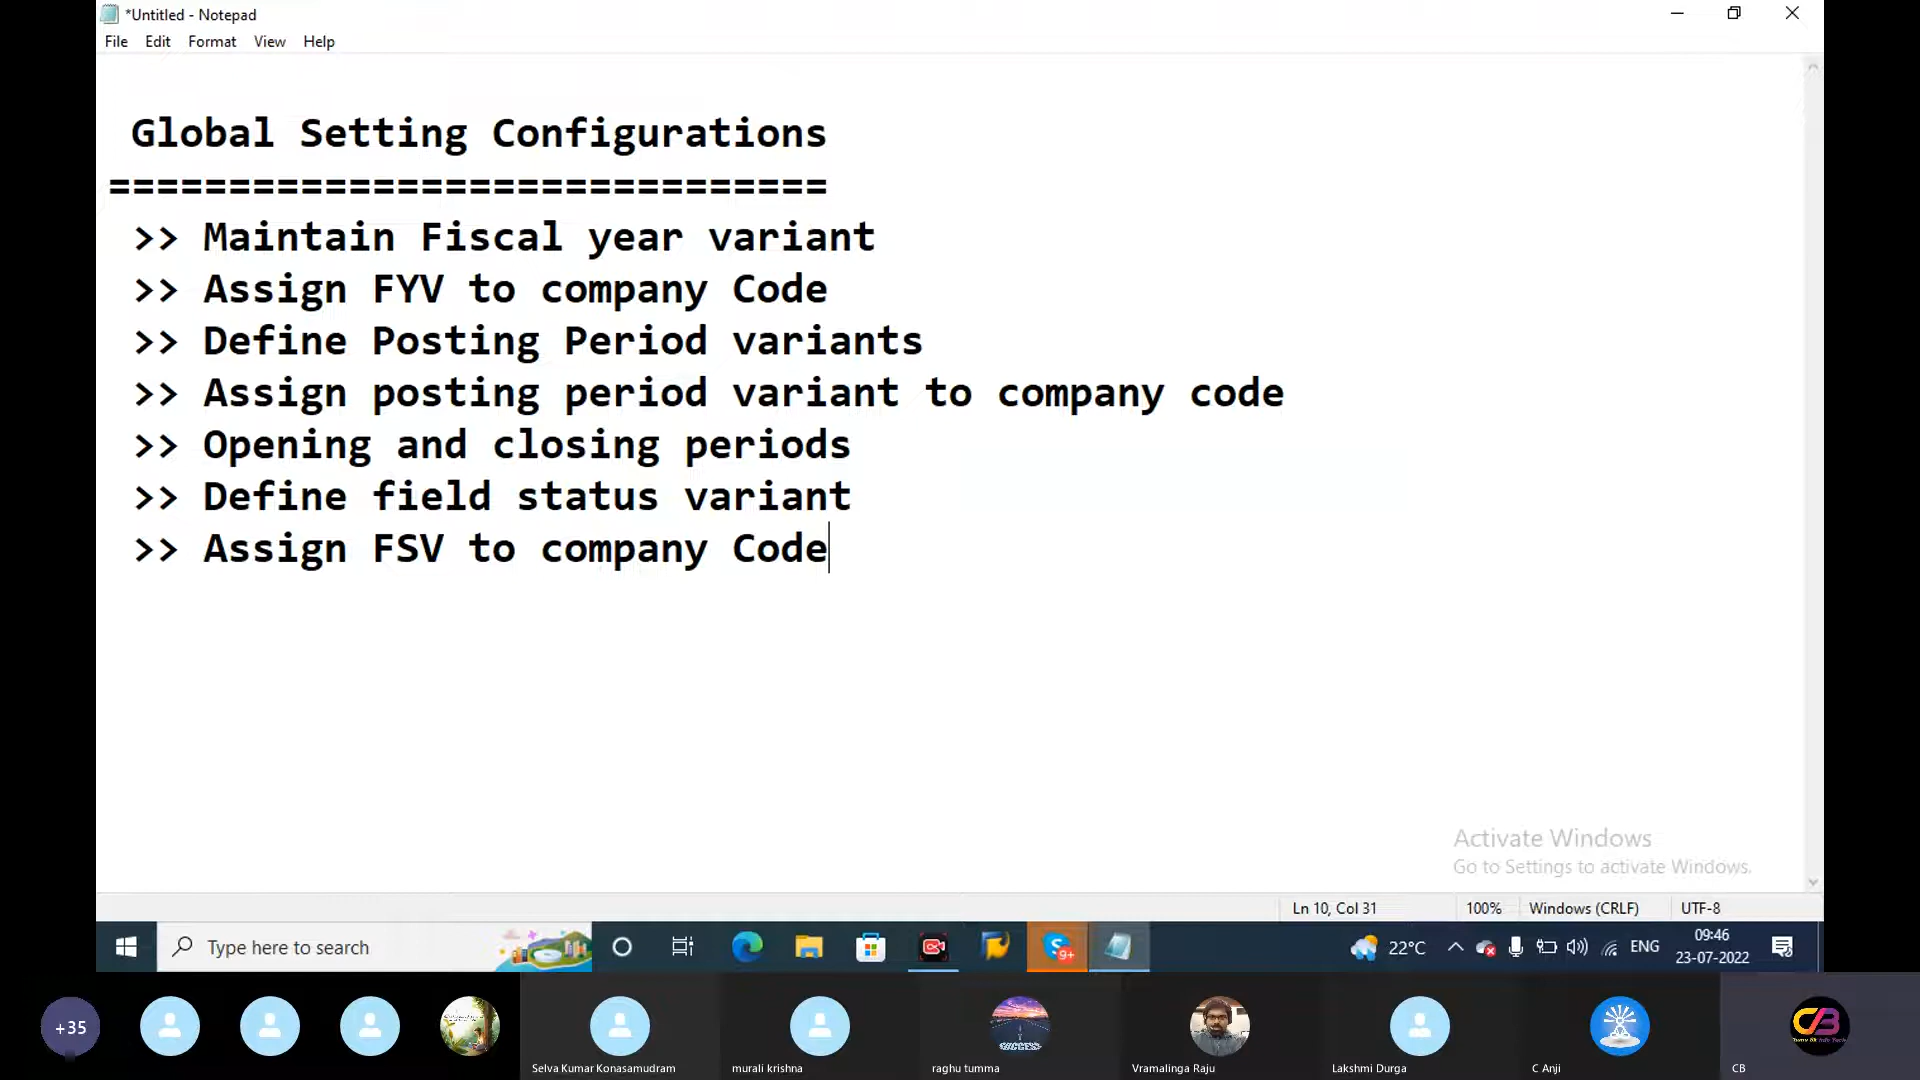 *Untitled - Notepad
File Edit Format View Help
Global Setting Configurations
==============================
>> Maintain Fiscal year variant
>> Assign FYV to company Code
>> Define Posting Period variants
>> Assign posting period variant to company code
>> Opening and closing periods
>> Define field status variant
>> Assign FSV to company Code
Activate Windows
Go to Settings to activate Windows.
Ln 10, Col 31 100% Windows (CRLF) UTF-8
Type here to search
9+
22°C
ENG
09:46
23-07-2022
+35
SUCCESS
CB
Selva Kumar Konasamudram
murali krishna
raghu tumma
Vramalinga Raju
Lakshmi Durga
C Anji
CB